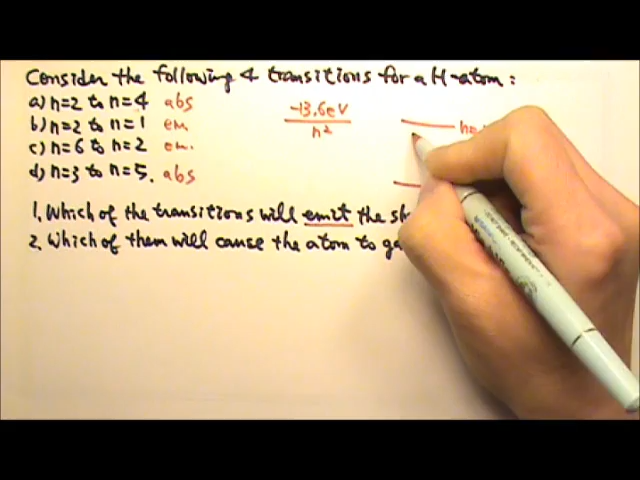 Consider the following 4 transitions for a H-atom:
a) n=2 to n=4 abs
b) n=2 to n=1 em
c) n=6 to n=2 em.
d) n=3 to n=5. abs
-13.6eV
n²
n=
1. Which of the transitions will emit the
2. Which of them will cause the atom to